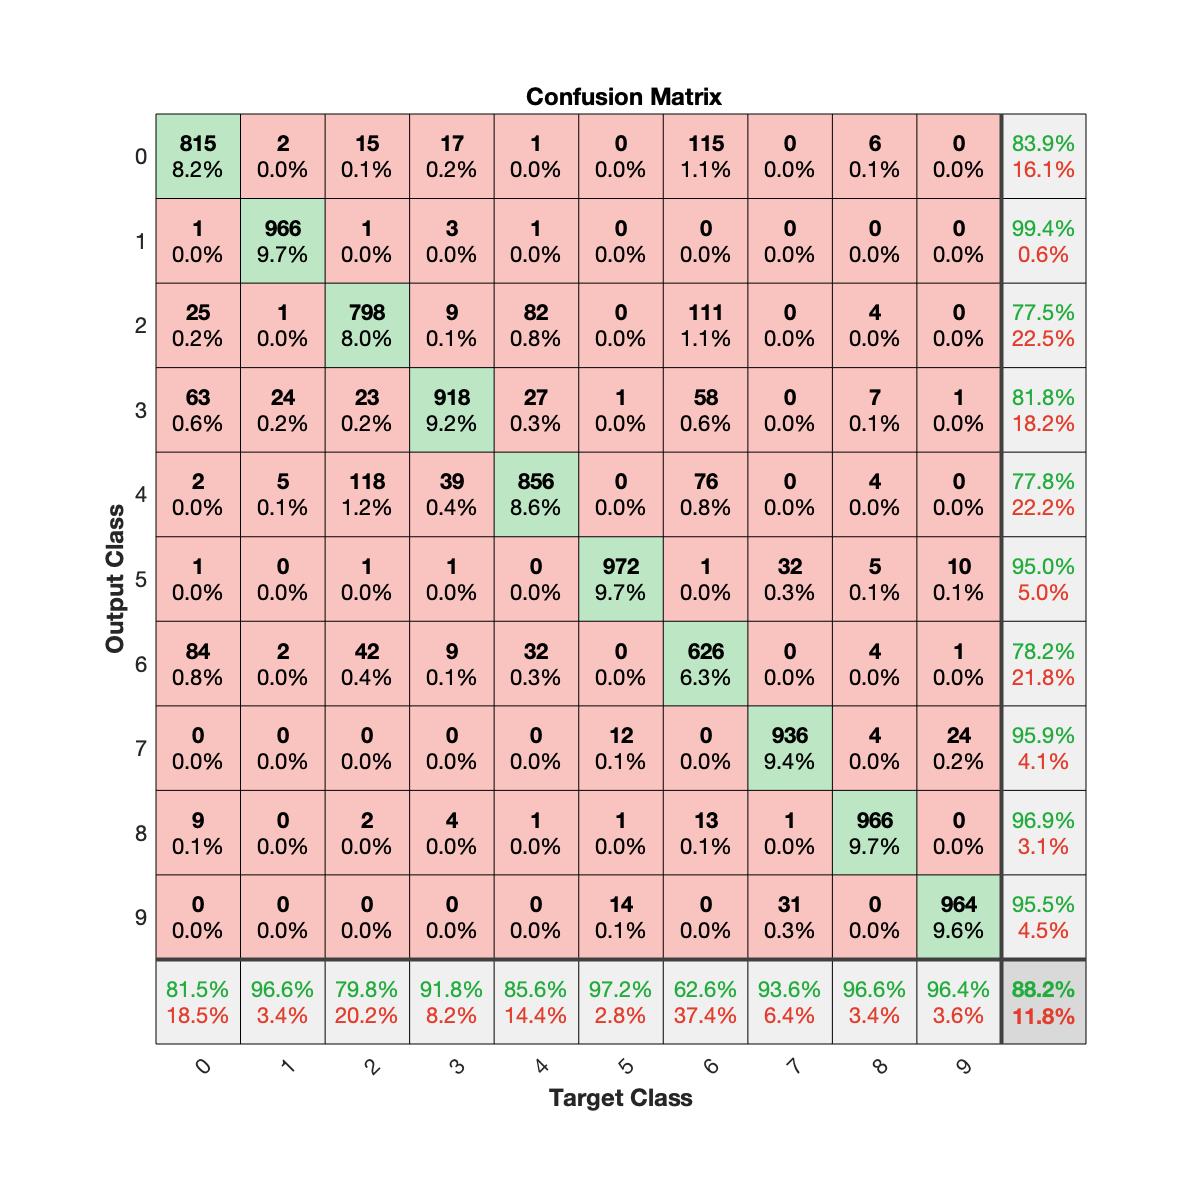 Confusion Matrix
0 815 2 15 17 1 0 115 0 6 0 83.9%
8.2% 0.0% 0.1% 0.2% 0.0% 0.0% 1.1% 0.0% 0.1% 0.0% 16.1%
1 1 966 1 3 1 0 0 0 0 0 99.4%
0.0% 9.7% 0.0% 0.0% 0.0% 0.0% 0.0% 0.0% 0.0% 0.0% 0.6%
2 25 1 798 9 82 0 111 0 4 0 77.5%
0.2% 0.0% 8.0% 0.1% 0.8% 0.0% 1.1% 0.0% 0.0% 0.0% 22.5%
3 63 24 23 918 27 1 58 0 7 1 81.8%
0.6% 0.2% 0.2% 9.2% 0.3% 0.0% 0.6% 0.0% 0.1% 0.0% 18.2%
4 2 5 118 39 856 0 76 0 4 0 77.8%
0.0% 0.1% 1.2% 0.4% 8.6% 0.0% 0.8% 0.0% 0.0% 0.0% 22.2%
5 1 0 1 1 0 972 1 32 5 10 95.0%
0.0% 0.0% 0.0% 0.0% 0.0% 9.7% 0.0% 0.3% 0.1% 0.1% 5.0%
6 84 2 42 9 32 0 626 0 4 1 78.2%
0.8% 0.0% 0.4% 0.1% 0.3% 0.0% 6.3% 0.0% 0.0% 0.0% 21.8%
7 0 0 0 0 0 12 0 936 4 24 95.9%
0.0% 0.0% 0.0% 0.0% 0.0% 0.1% 0.0% 9.4% 0.0% 0.2% 4.1%
8 9 0 2 4 1 1 13 1 966 0 96.9%
0.1% 0.0% 0.0% 0.0% 0.0% 0.0% 0.1% 0.0% 9.7% 0.0% 3.1%
9 0 0 0 0 0 14 0 31 0 964 95.5%
0.0% 0.0% 0.0% 0.0% 0.0% 0.1% 0.0% 0.3% 0.0% 9.6% 4.5%
81.5% 96.6% 79.8% 91.8% 85.6% 97.2% 62.6% 93.6% 96.6% 96.4% 88.2%
18.5% 3.4% 20.2% 8.2% 14.4% 2.8% 37.4% 6.4% 3.4% 3.6% 11.8%
0 1 2 3 4 5 6 7 8 9
Target Class
Output Class